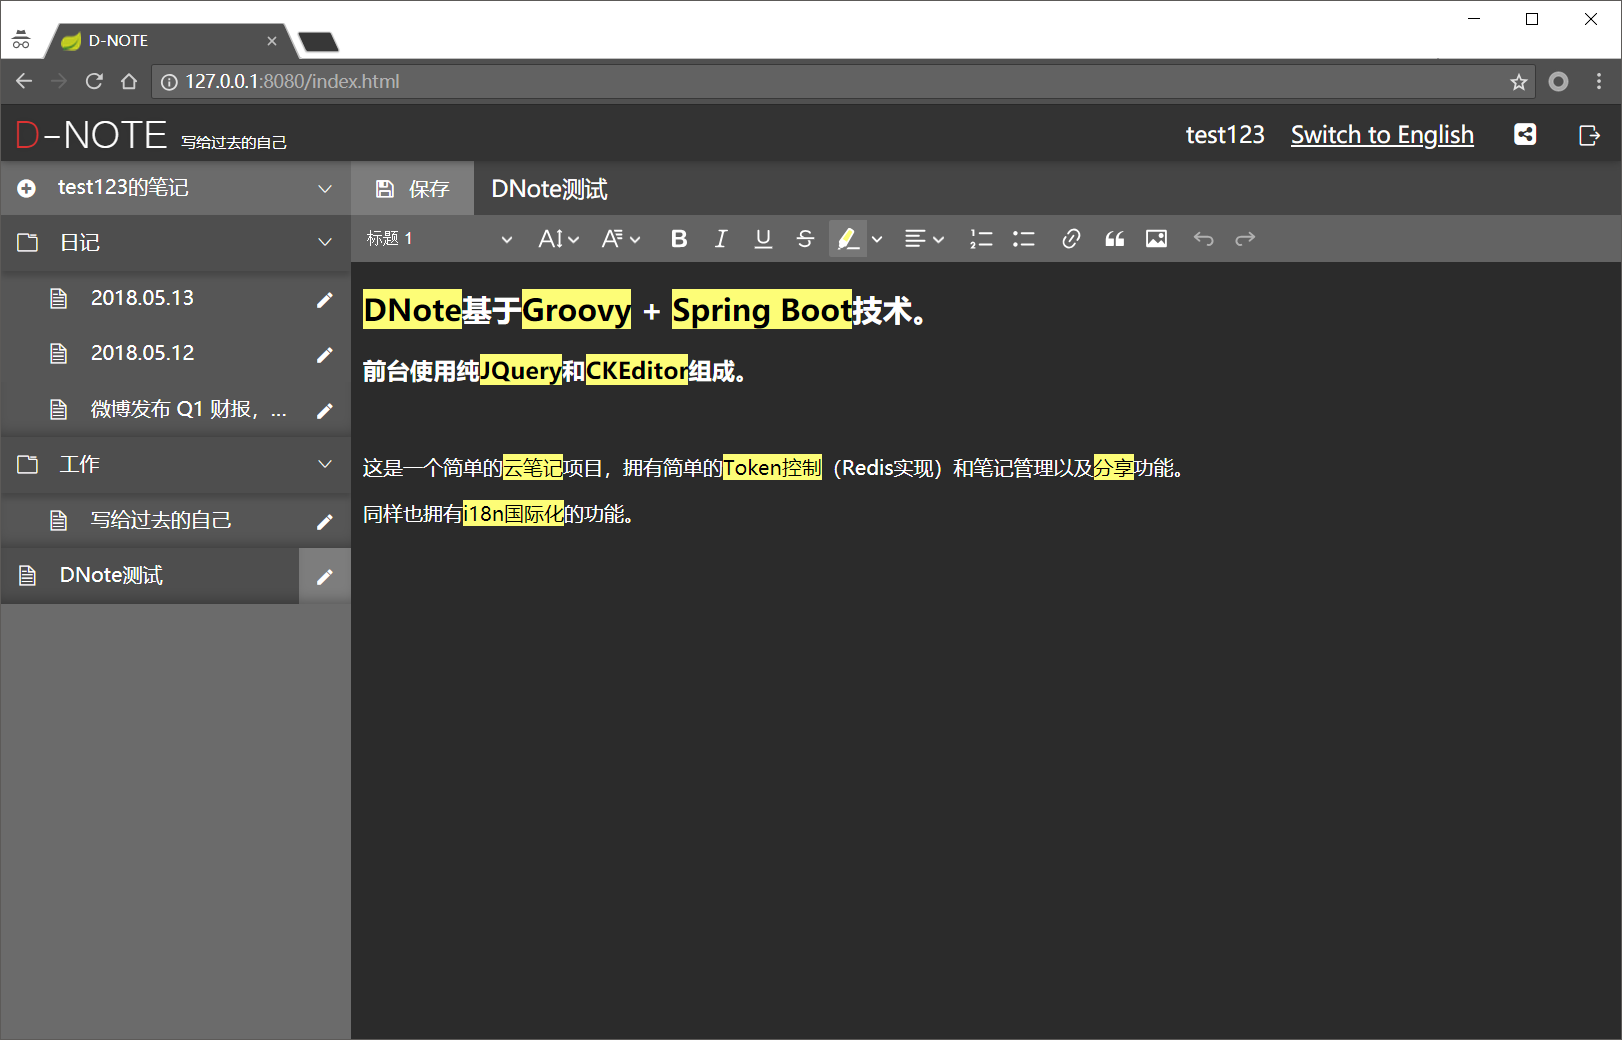 D-NOTE
127.0.0.1:8080/index.html
D-NOTE 写给过去的自己
test123 Switch to English
test123的笔记
保存 DNote测试
日记
标题 1
2018.05.13
2018.05.12
微博发布 Q1 财报，...
工作
写给过去的自己
DNote测试
DNote基于Groovy + Spring Boot技术。
前台使用纯JQuery和CKEditor组成。
这是一个简单的云笔记项目，拥有简单的Token控制（Redis实现）和笔记管理以及分享功能。
同样也拥有i18n国际化的功能。